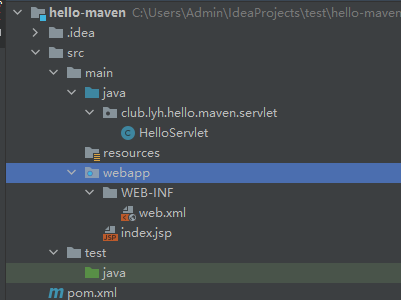 hello-maven C:\Users\Admin\IdeaProjects\test\hello-maven
.idea
src
main
java
club.lyh.hello.maven.servlet
HelloServlet
resources
webapp
WEB-INF
web.xml
index.jsp
test
java
pom.xml